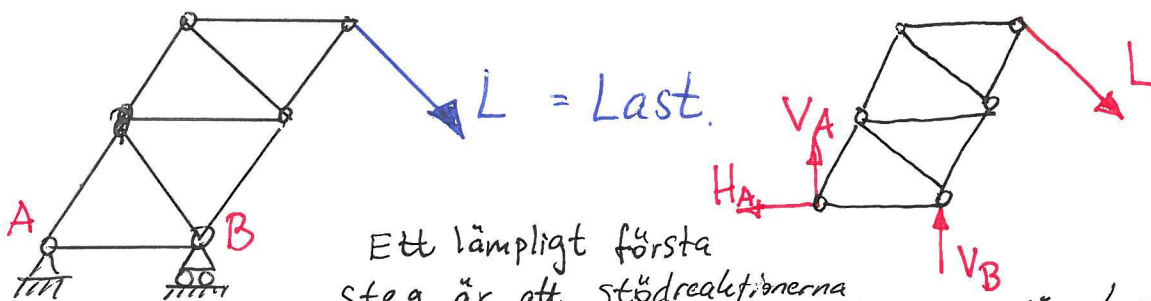 L = Last.
A
B
V_A
H_A
V_B
L
Ett lämpligt första
steg är att stödreaktionerna